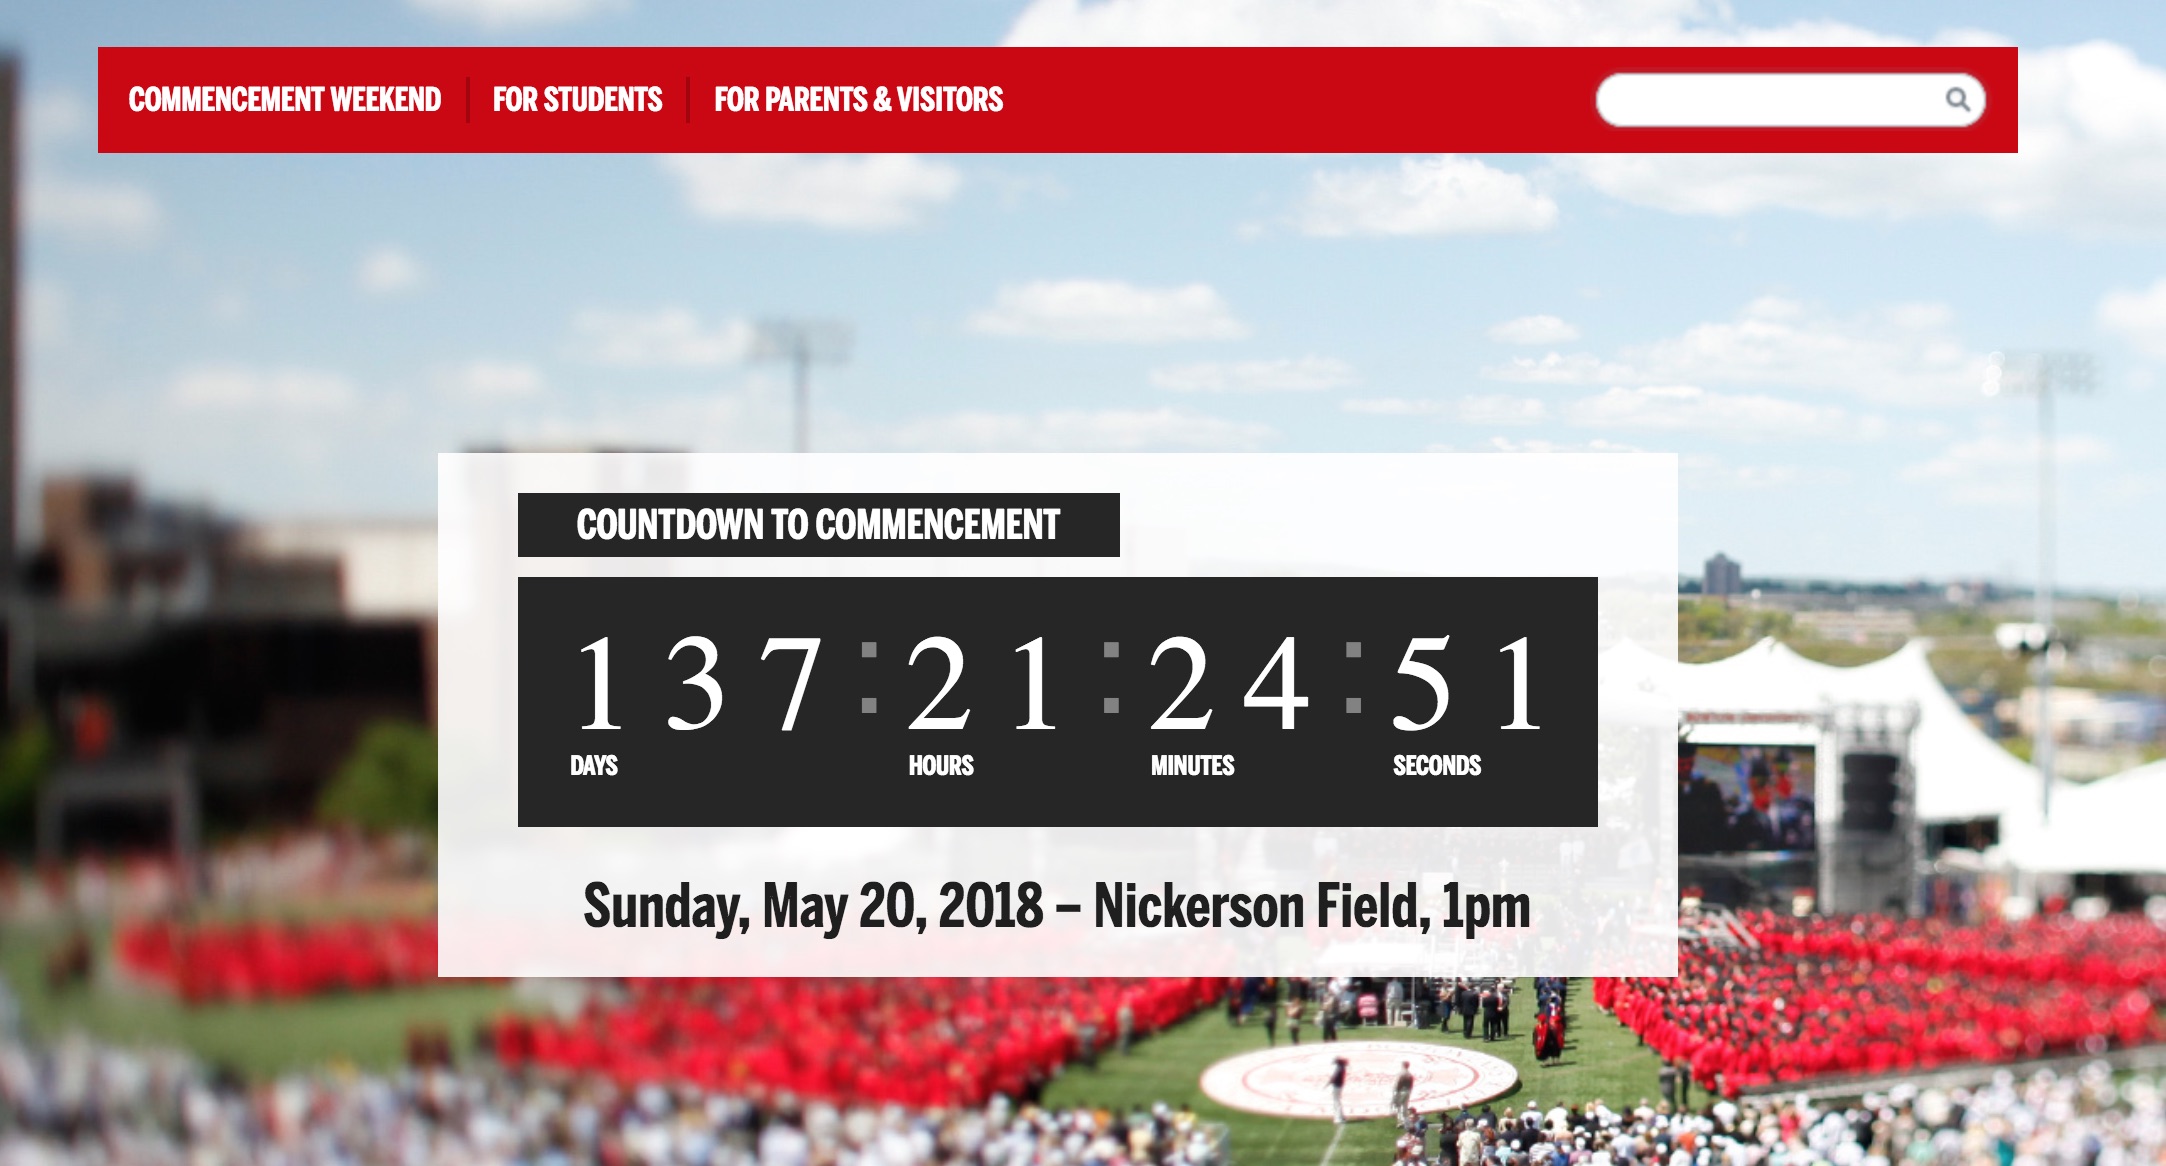 COMMENCEMENT WEEKEND
FOR STUDENTS
FOR PARENTS & VISITORS
COUNTDOWN TO COMMENCEMENT
137 : 21 : 24 : 51
DAYS HOURS MINUTES SECONDS
Sunday, May 20, 2018 – Nickerson Field, 1pm